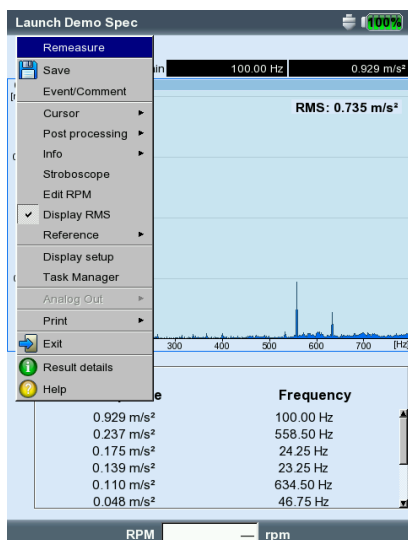 Launch Demo Spec 100%
Remeasure
Save
Event/Comment
Cursor
Post processing
Info
Stroboscope
Edit RPM
Display RMS
Reference
Display setup
Task Manager
Analog Out
Print
Exit
Result details
Help
ain 100.00 Hz 0.929 m/s²
RMS: 0.735 m/s²
300 400 500 600 700 [Hz
e Frequency
0.929 m/s² 100.00 Hz
0.237 m/s² 558.50 Hz
0.175 m/s² 24.25 Hz
0.139 m/s² 23.25 Hz
0.110 m/s² 634.50 Hz
0.048 m/s² 46.75 Hz
RPM — rpm